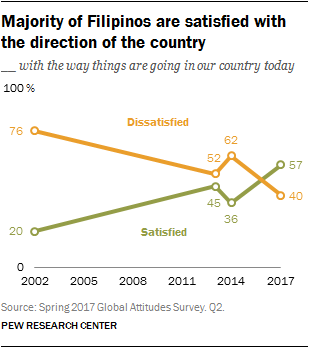 Majority of Filipinos are satisfied with
the direction of the country
__ with the way things are going in our country today
100 %
Dissatisfied
76
62
52
57
45
40
36
20
Satisfied
0
2002 2005 2008 2011 2014 2017
Source: Spring 2017 Global Attitudes Survey. Q2.
PEW RESEARCH CENTER